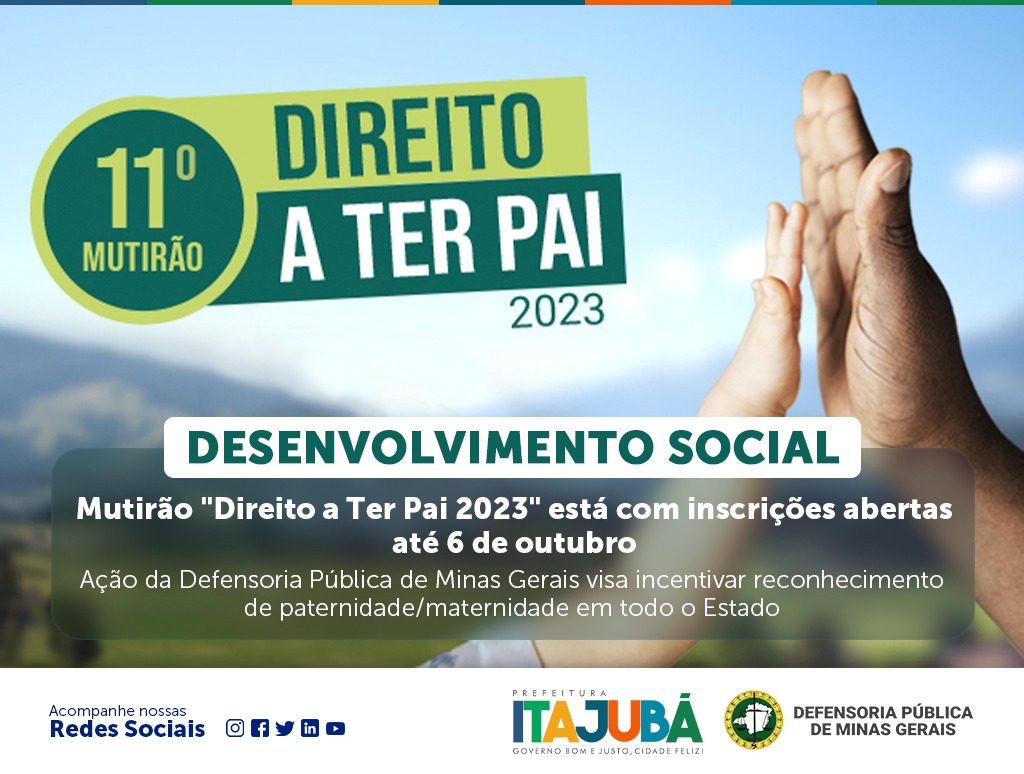 11º
MUTIRÃO
DIREITO
A TER PAI
2023
DESENVOLVIMENTO SOCIAL
Mutirão "Direito a Ter Pai 2023" está com inscrições abertas
até 6 de outubro
Ação da Defensoria Pública de Minas Gerais visa incentivar reconhecimento
de paternidade/maternidade em todo o Estado
Acompanhe nossas
Redes Sociais
PREFEITURA
ITAJUBÁ
GOVERNO BOM E JUSTO, CIDADE FELIZ!
DEFENSORIA PÚBLICA
DE MINAS GERAIS